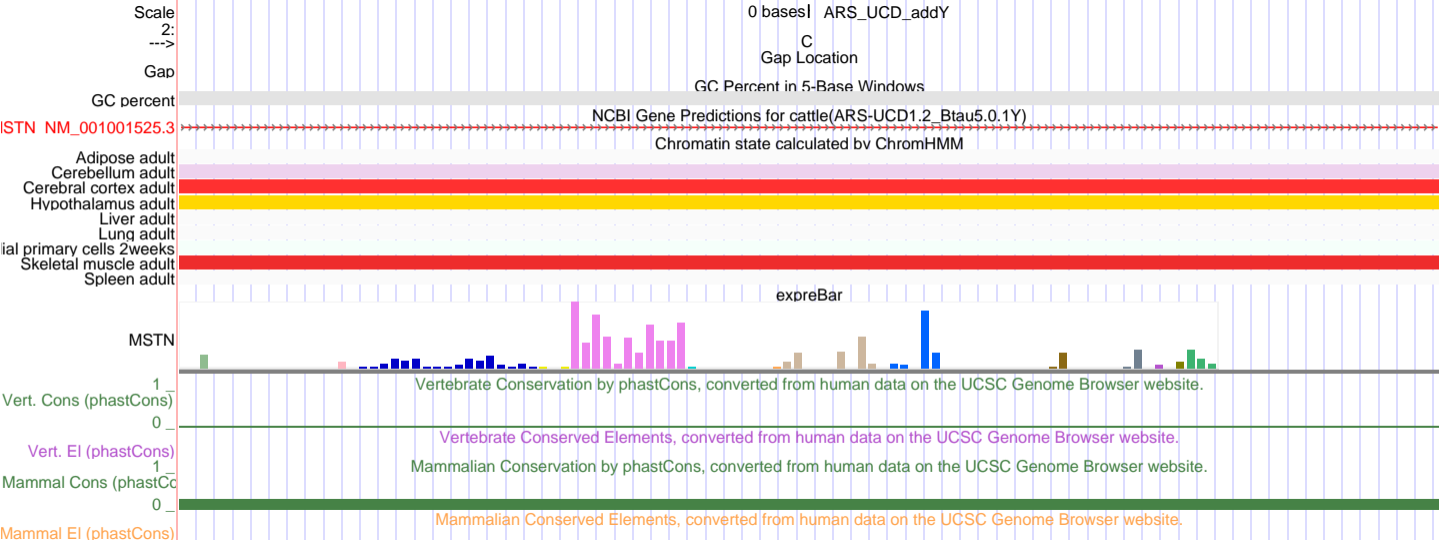 Scale 0 bases ARS_UCD_addY
2:
---> C
Gap Location
Gap
GC Percent in 5-Base Windows
GC percent
NCBI Gene Predictions for cattle(ARS-UCD1.2_Btau5.0.1Y)
ISTN NM_001001525.3
Chromatin state calculated by ChromHMM
Adipose adult
Cerebellum adult
Cerebral cortex adult
Hypothalamus adult
Liver adult
Lung adult
ial primary cells 2weeks
Skeletal muscle adult
Spleen adult
expreBar
MSTN
Vertebrate Conservation by phastCons, converted from human data on the UCSC Genome Browser website.
1 _
Vert. Cons (phastCons)
0 _
Vertebrate Conserved Elements, converted from human data on the UCSC Genome Browser website.
Vert. El (phastCons)
Mammalian Conservation by phastCons, converted from human data on the UCSC Genome Browser website.
1 _
Mammal Cons (phastCo
0 _
Mammalian Conserved Elements, converted from human data on the UCSC Genome Browser website.
Mammal El (phastCons)